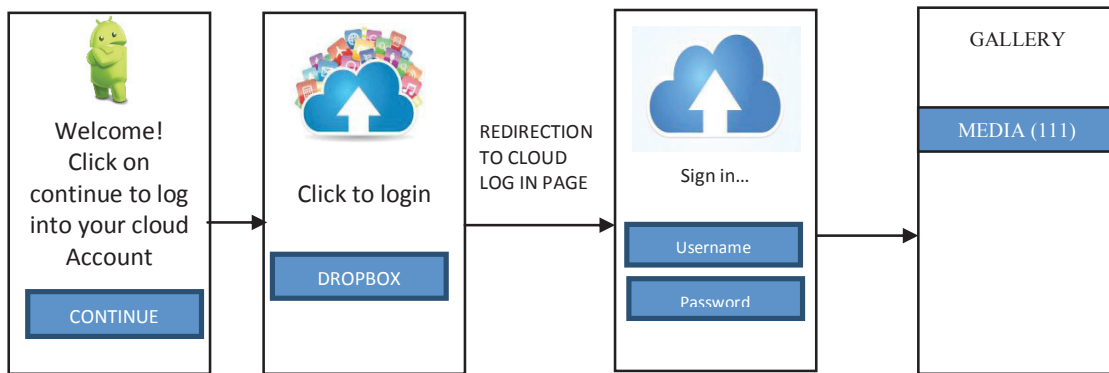 Welcome!
Click on
continue to log
into your cloud
Account
CONTINUE
Click to login
DROPBOX
REDIRECTION
TO CLOUD
LOG IN PAGE
Sign in...
Username
Password
GALLERY
MEDIA (111)